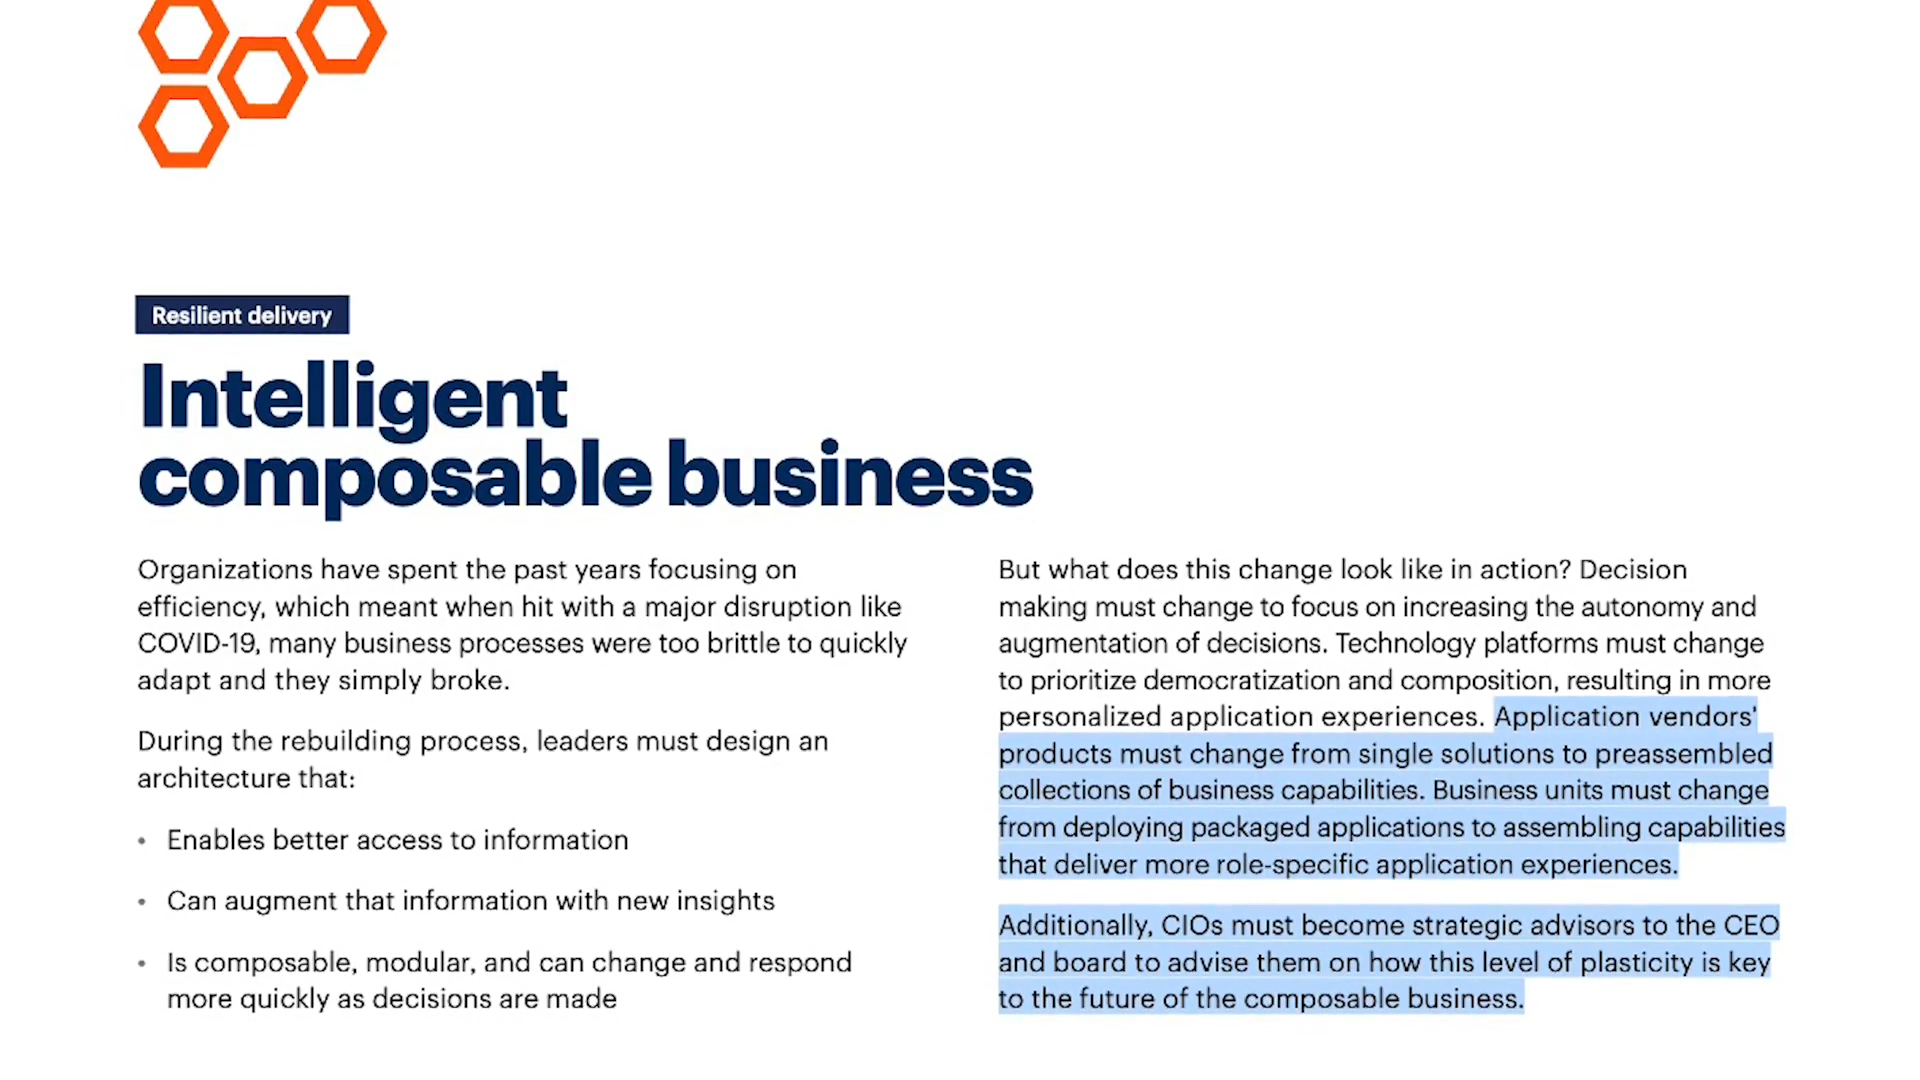 Resilient delivery
Intelligent
composable business
Organizations have spent the past years focusing on
efficiency, which meant when hit with a major disruption like
COVID-19, many business processes were too brittle to quickly
adapt and they simply broke.
During the rebuilding process, leaders must design an
architecture that:
• Enables better access to information
• Can augment that information with new insights
• Is composable, modular, and can change and respond
more quickly as decisions are made
But what does this change look like in action? Decision
making must change to focus on increasing the autonomy and
augmentation of decisions. Technology platforms must change
to prioritize democratization and composition, resulting in more
personalized application experiences. Application vendors’
products must change from single solutions to preassembled
collections of business capabilities. Business units must change
from deploying packaged applications to assembling capabilities
that deliver more role-specific application experiences.
Additionally, CIOs must become strategic advisors to the CEO
and board to advise them on how this level of plasticity is key
to the future of the composable business.